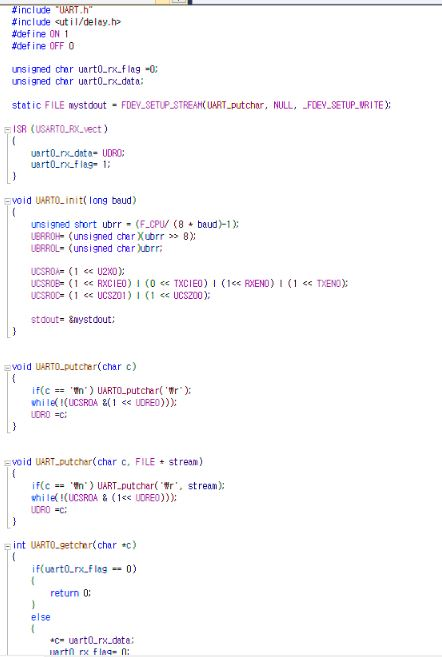 #include "UART.h"
#include <util/delay.h>
#define ON 1
#define OFF 0
unsigned char uart0_rx_flag =0;
unsigned char uart0_rx_data;
static FILE mystdout = FDEV_SETUP_STREAM(UART_putchar, NULL, _FDEV_SETUP_WRITE);
ISR (USART0_RX_vect)
{
uart0_rx_data= UDR0;
uart0_rx_flag= 1;
}
void UART0_init(long baud)
{
unsigned short ubrr = (F_CPU/ (8 * baud)-1);
UBRR0H= (unsigned char)(ubrr >> 8);
UBRR0L= (unsigned char)ubrr;
UCSR0A= (1 << U2X0);
UCSR0B= (1 << RXCIE0) | (0 << TXCIE0) | (1<< RXEN0) | (1 << TXEN0);
UCSR0C= (1 << UCSZ01) | (1 << UCSZ00);
stdout= &mystdout;
}
void UART0_putchar(char c)
{
if(c == '₩n') UART0_putchar('₩r');
while(!(UCSR0A &(1 << UDRE0)));
UDR0 =c;
}
void UART_putchar(char c, FILE * stream)
{
if(c == '₩n') UART_putchar('₩r', stream);
while(!(UCSR0A & (1<< UDRE0)));
UDR0 =c;
}
int UART0_getchar(char *c)
{
if(uart0_rx_flag == 0)
{
return 0;
}
else
{
*c= uart0_rx_data;
uart0_rx_flag= 0;